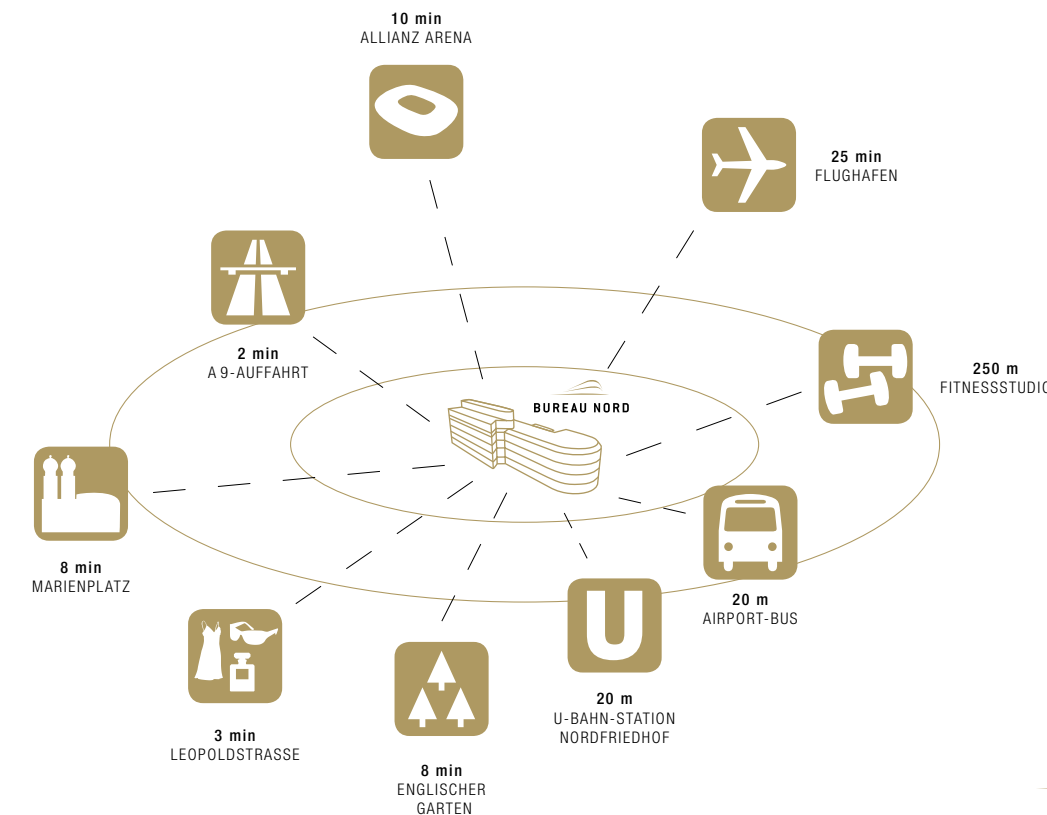 10 min
ALLIANZ ARENA
25 min
FLUGHAFEN
2 min
A 9-AUFFAHRT
250 m
FITNESSSTUDIO
BUREAU NORD
8 min
MARIENPLATZ
20 m
AIRPORT-BUS
U
20 m
U-BAHN-STATION
NORDFRIEDHOF
3 min
LEOPOLDSTRASSE
8 min
ENGLISCHER
GARTEN